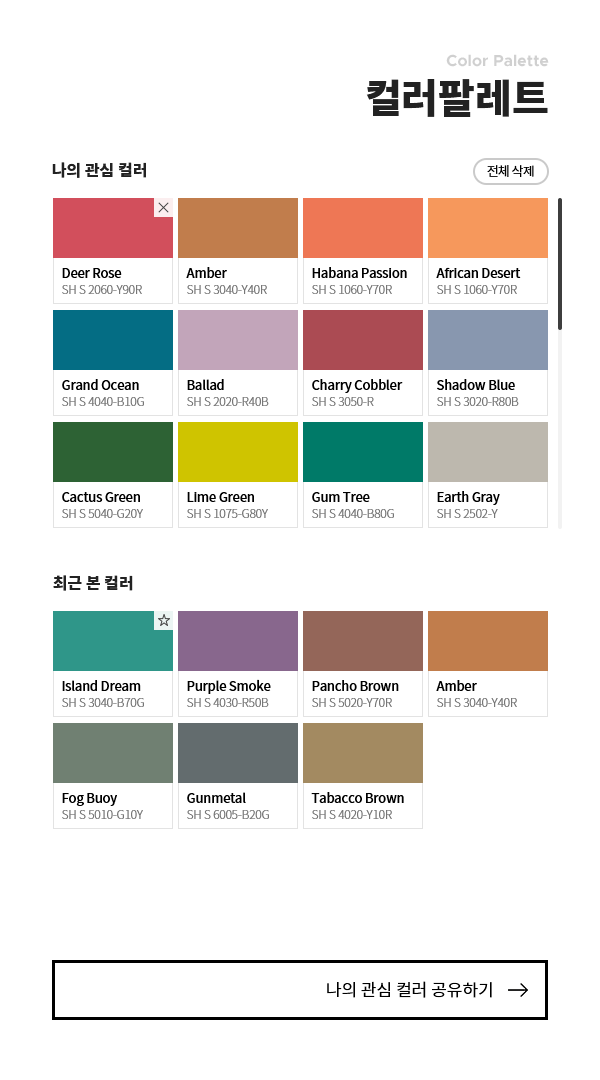 Color Palette
컬러팔레트
나의 관심 컬러
전체 삭제
Deer Rose
SH S 2060-Y90R
Amber
SH S 3040-Y40R
Habana Passion
SH S 1060-Y70R
African Desert
SH S 1060-Y70R
Grand Ocean
SH S 4040-B10G
Ballad
SH S 2020-R40B
Charry Cobbler
SH S 3050-R
Shadow Blue
SH S 3020-R80B
Cactus Green
SH S 5040-G20Y
Lime Green
SH S 1075-G80Y
Gum Tree
SH S 4040-B80G
Earth Gray
SH S 2502-Y
최근 본 컬러
Island Dream
SH S 3040-B70G
Purple Smoke
SH S 4030-R50B
Pancho Brown
SH S 5020-Y70R
Amber
SH S 3040-Y40R
Fog Buoy
SH S 5010-G10Y
Gunmetal
SH S 6005-B20G
Tabacco Brown
SH S 4020-Y10R
나의 관심 컬러 공유하기